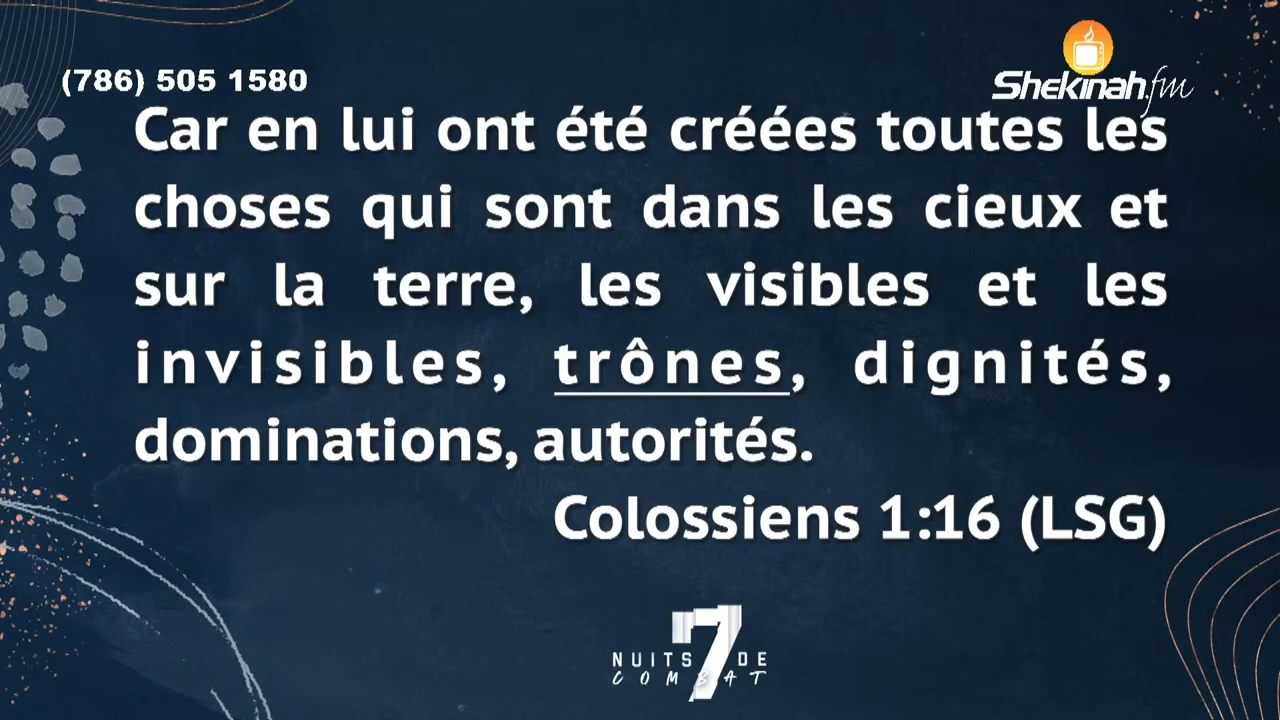 (786) 505 1580
Shekinah.fm
Car en lui ont été créées toutes les
choses qui sont dans les cieux et
sur la terre, les visibles et les
invisibles, trônes, dignités,
dominations, autorités.
Colossiens 1:16 (LSG)
7
NUITS DE
COMBAT